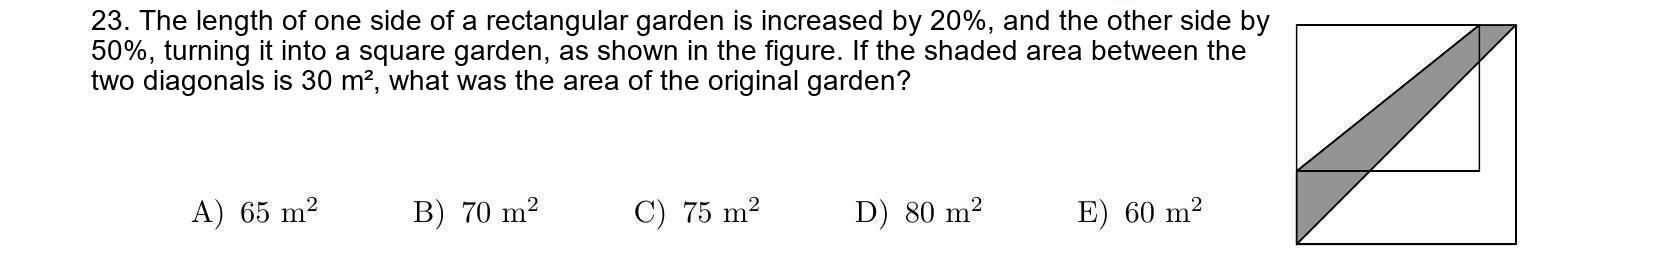 23. The length of one side of a rectangular garden is increased by 20%, and the other side by
50%, turning it into a square garden, as shown in the figure. If the shaded area between the
two diagonals is 30 m², what was the area of the original garden?
A) 65 m² B) 70 m² C) 75 m² D) 80 m² E) 60 m²